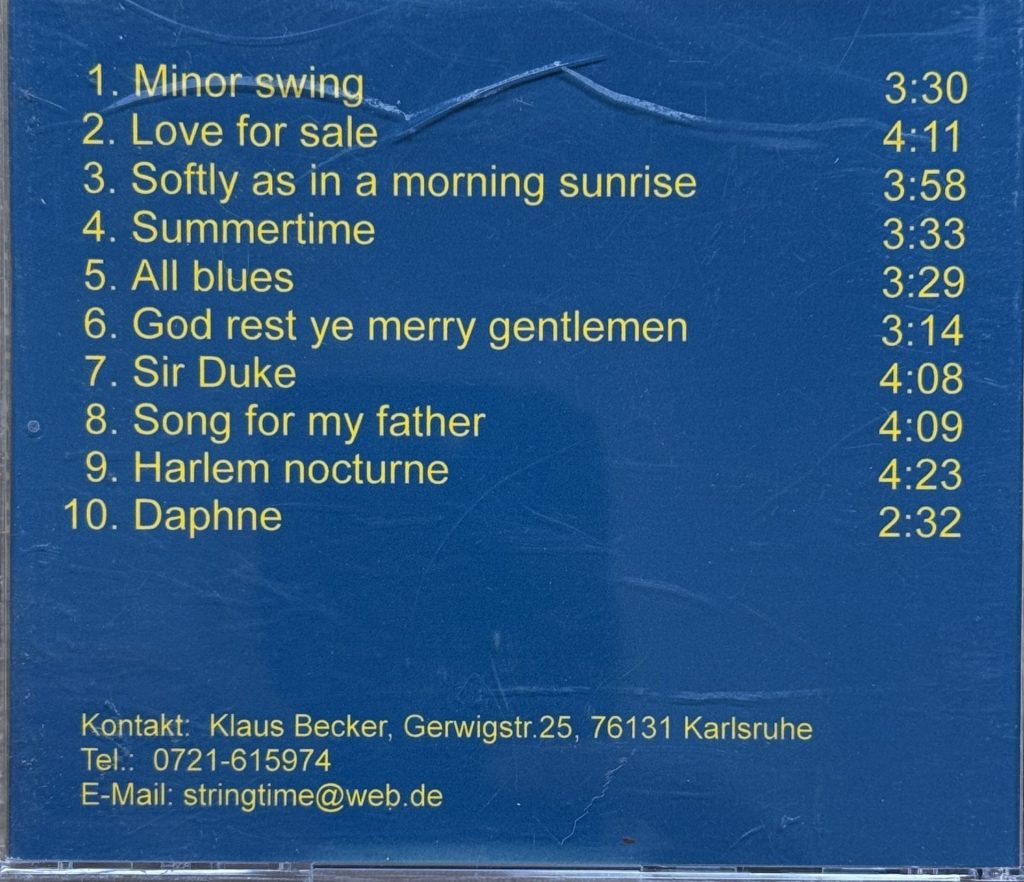 1. Minor swing 3:30
2. Love for sale 4:11
3. Softly as in a morning sunrise 3:58
4. Summertime 3:33
5. All blues 3:29
6. God rest ye merry gentlemen 3:14
7. Sir Duke 4:08
8. Song for my father 4:09
9. Harlem nocturne 4:23
10. Daphne 2:32
Kontakt: Klaus Becker, Gerwigstr.25, 76131 Karlsruhe
Tel.: 0721-615974
E-Mail: stringtime@web.de